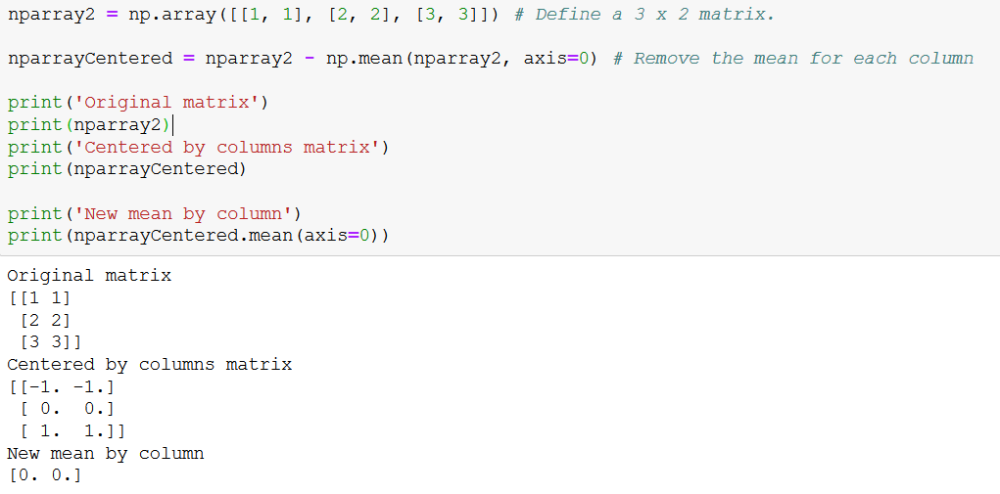 nparray2 = np.array([[1, 1], [2, 2], [3, 3]]) # Define a 3 x 2 matrix.
nparrayCentered = nparray2 - np.mean(nparray2, axis=0) # Remove the mean for each column
print('Original matrix')
print(nparray2)
print('Centered by columns matrix')
print(nparrayCentered)
print('New mean by column')
print(nparrayCentered.mean(axis=0))
Original matrix
[[1 1]
 [2 2]
 [3 3]]
Centered by columns matrix
[[-1. -1.]
 [ 0.  0.]
 [ 1.  1.]]
New mean by column
[0. 0.]